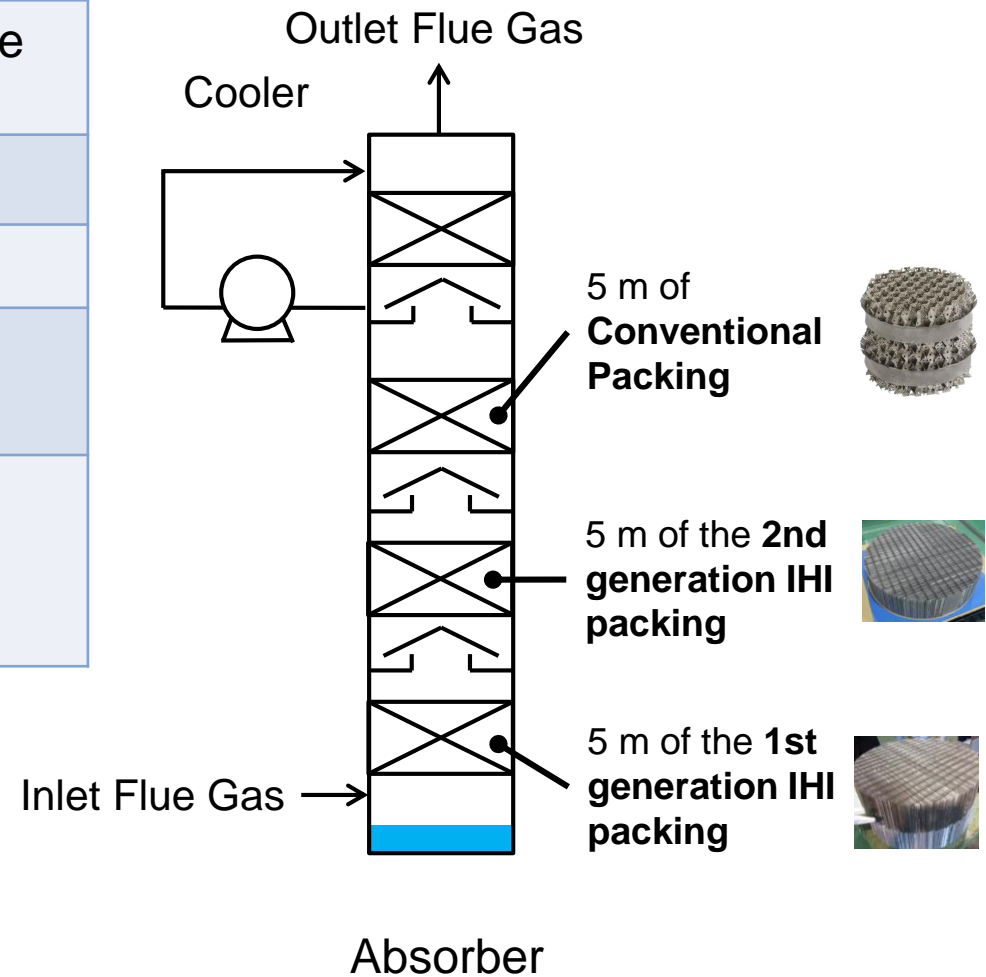 e
Outlet Flue Gas
Cooler
5 m of
Conventional
Packing
5 m of the 2nd
generation IHI
packing
5 m of the 1st
generation IHI
packing
Inlet Flue Gas
Absorber